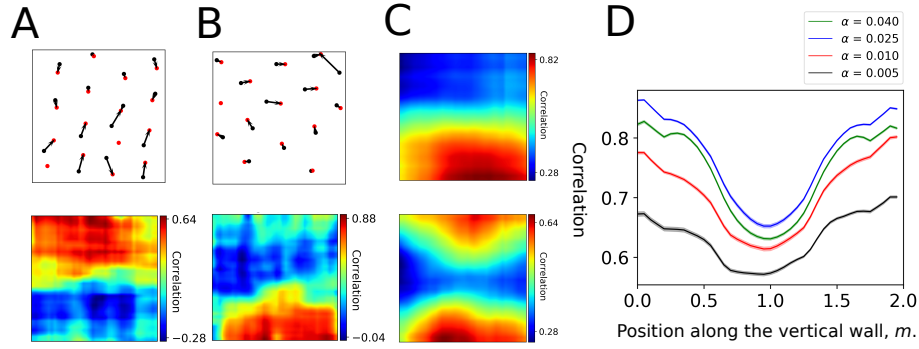 A
B
C
D
0.82
Correlation
0.28
α = 0.040
α = 0.025
α = 0.010
α = 0.005
0.64
Correlation
−0.28
0.88
Correlation
−0.04
0.64
Correlation
0.28
Correlation
0.8
0.7
0.6
0.0
0.5
1.0
1.5
2.0
Position along the vertical wall, m.